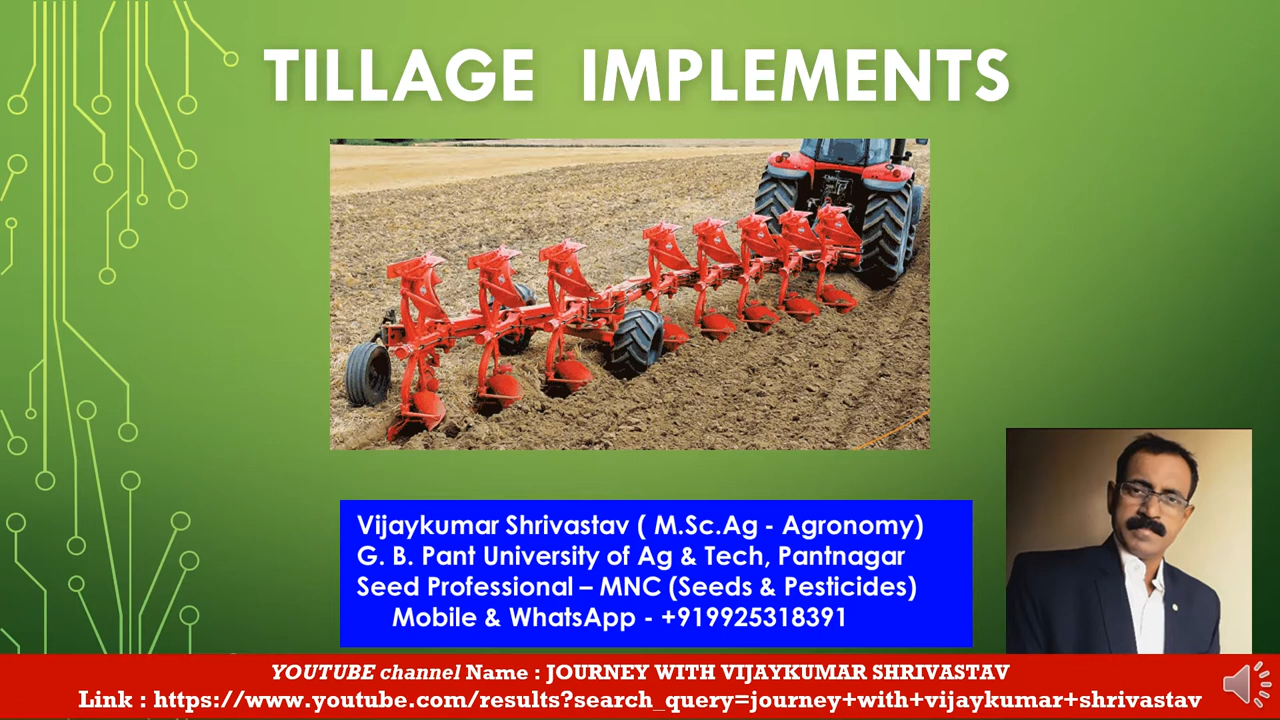 TILLAGE IMPLEMENTS
Vijaykumar Shrivastav ( M.Sc.Ag - Agronomy)
G. B. Pant University of Ag & Tech, Pantnagar
Seed Professional – MNC (Seeds & Pesticides)
Mobile & WhatsApp - +919925318391
YOUTUBE channel Name : JOURNEY WITH VIJAYKUMAR SHRIVASTAV
Link : https://www.youtube.com/results?search_query=journey+with+vijaykumar+shrivastav